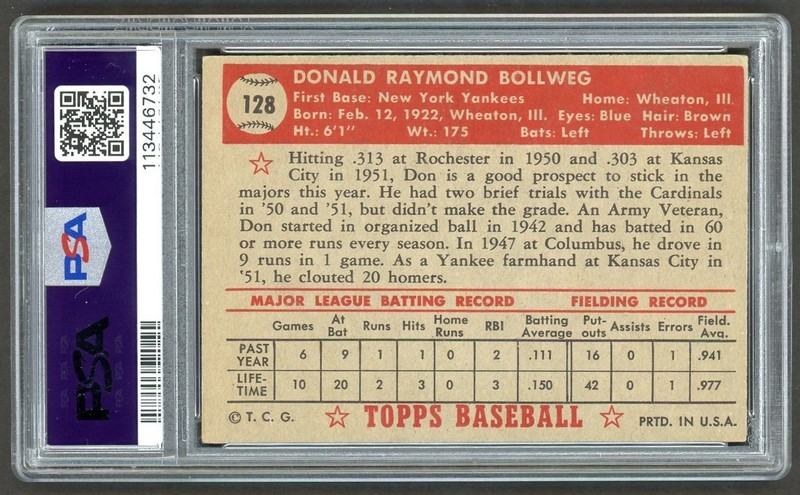 113446732
PSA
PSA
128
DONALD RAYMOND BOLLWEG
First Base: New York Yankees Home: Wheaton, Ill.
Born: Feb. 12, 1922, Wheaton, Ill. Eyes: Blue Hair: Brown
Ht.: 6'1" Wt.: 175 Bats: Left Throws: Left
Hitting .313 at Rochester in 1950 and .303 at Kansas
City in 1951, Don is a good prospect to stick in the
majors this year. He had two brief trials with the Cardinals
in '50 and '51, but didn't make the grade. An Army Veteran,
Don started in organized ball in 1942 and has batted in 60
or more runs every season. In 1947 at Columbus, he drove in
9 runs in 1 game. As a Yankee farmhand at Kansas City in
'51, he clouted 20 homers.
MAJOR LEAGUE BATTING RECORD FIELDING RECORD
Games At Bat Runs Hits Home Runs RBI Batting Average Put-outs Assists Errors Field. Avg.
PAST YEAR 6 9 1 1 0 2 .111 16 0 1 .941
LIFE-TIME 10 20 2 3 0 3 .150 42 0 1 .977
© T. C. G. TOPPS BASEBALL PRTD. IN U.S.A.